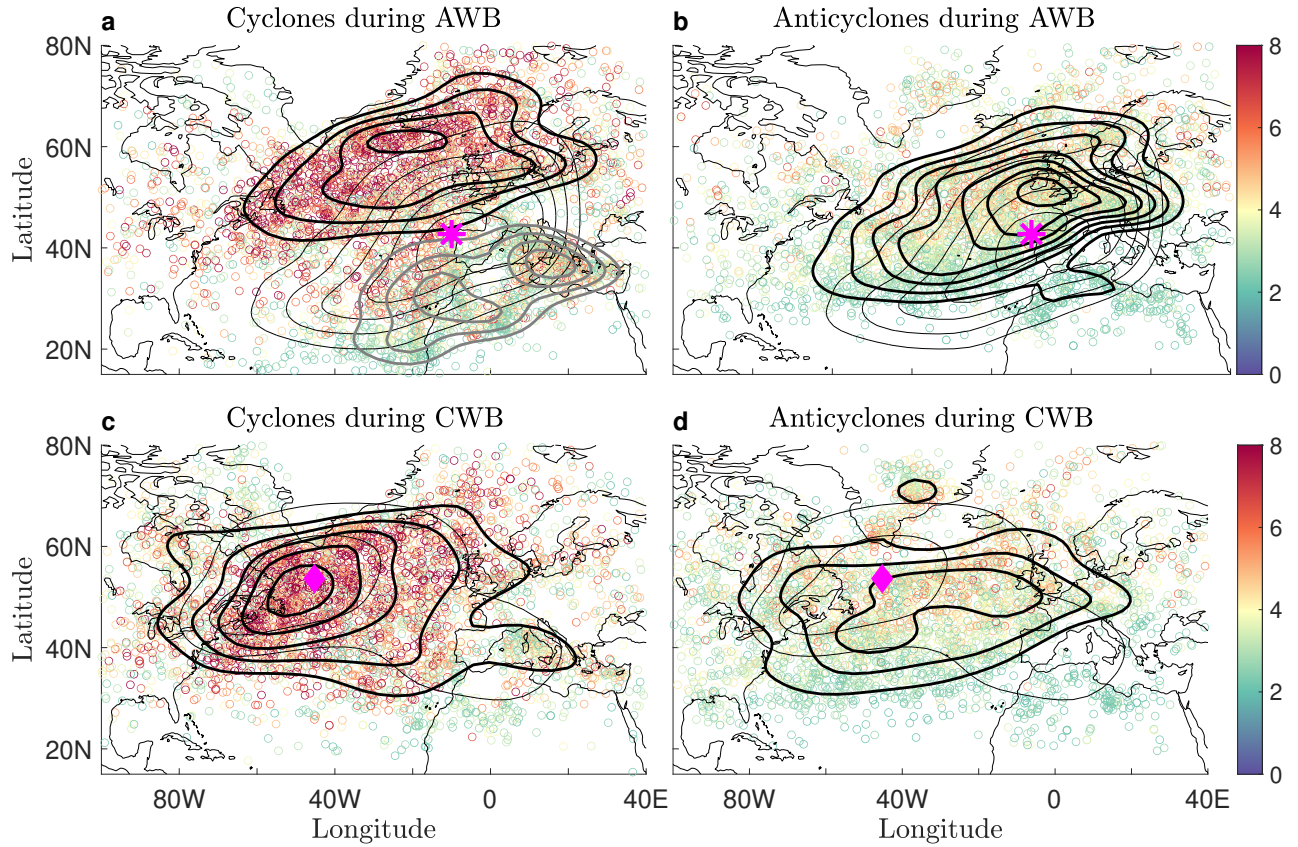 a Cyclones during AWB
b Anticyclones during AWB
80N
60N
40N
20N
Latitude
8
6
4
2
0
c Cyclones during CWB
d Anticyclones during CWB
80N
60N
40N
20N
Latitude
8
6
4
2
0
80W 40W 0 40E
80W 40W 0 40E
Longitude
Longitude